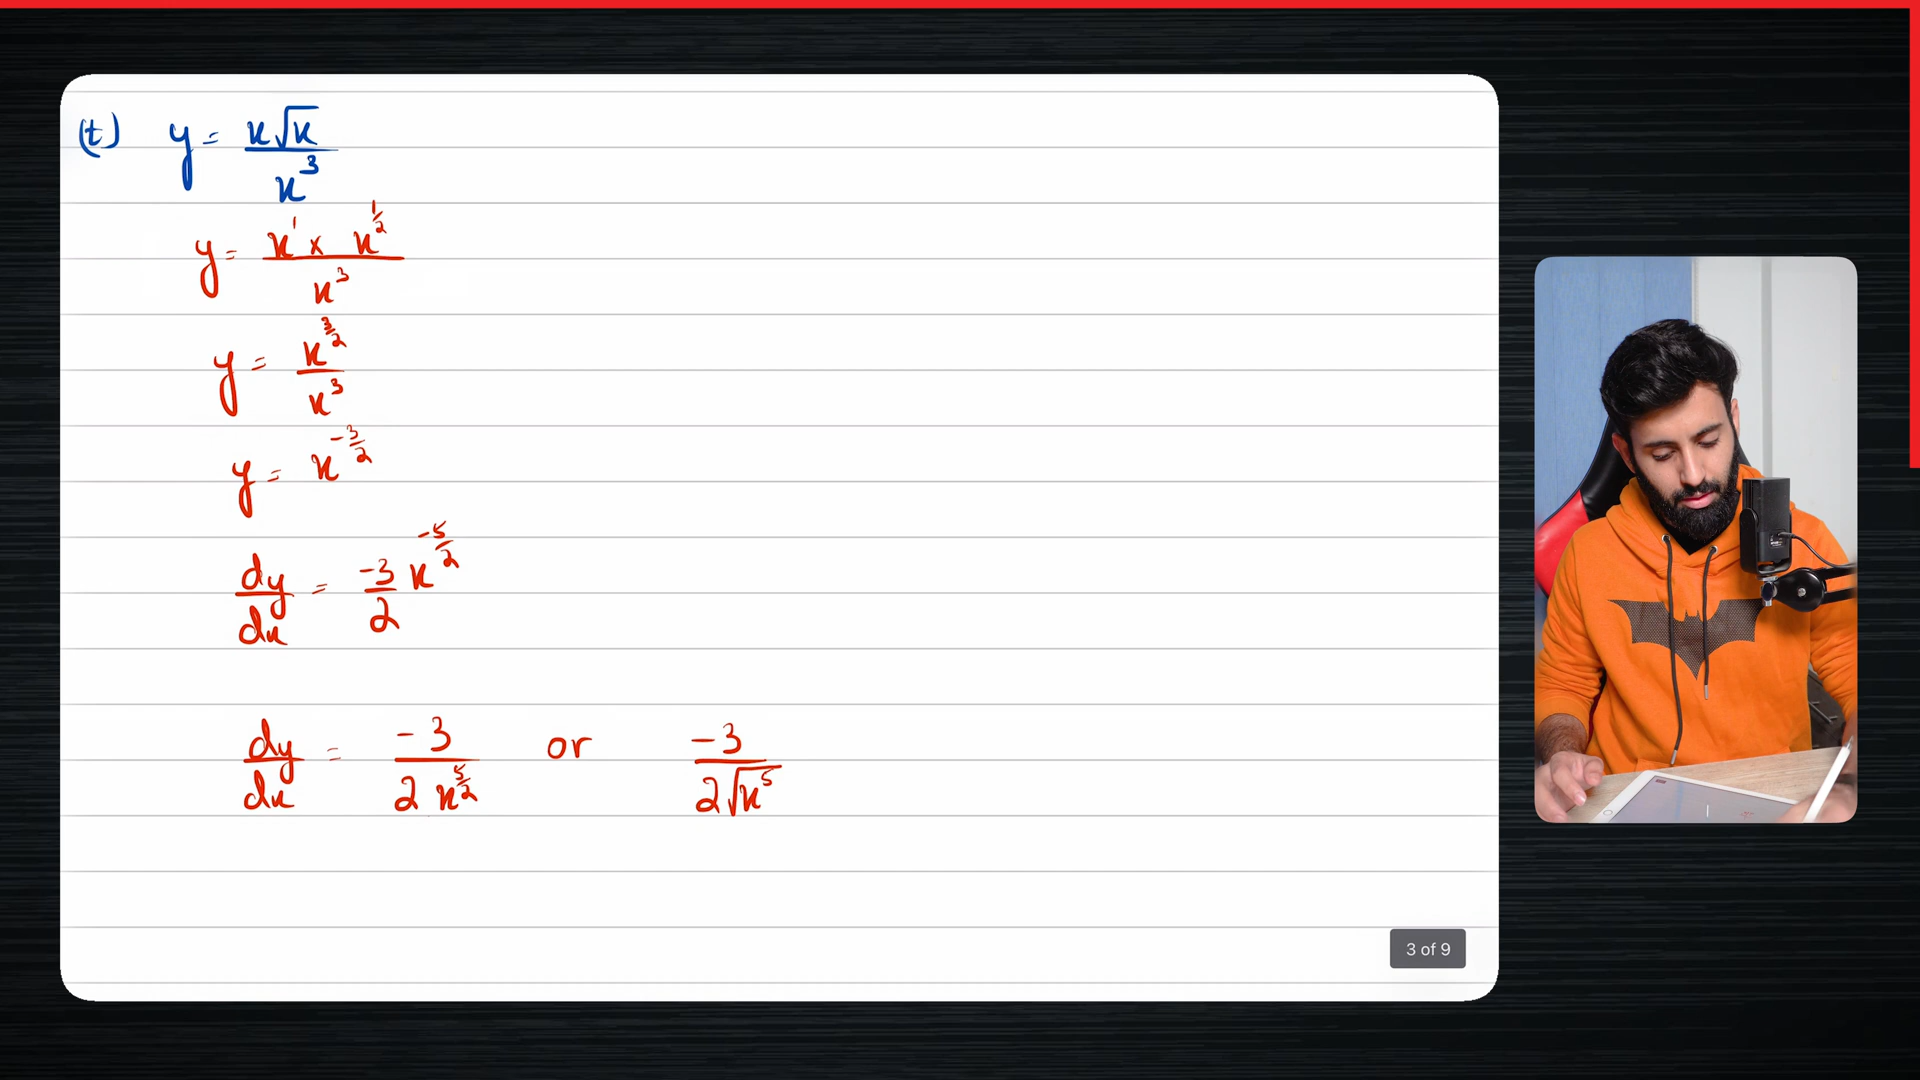 (t) y = x√x / x³
y = x¹ × x^(1/2) / x³
y = x^(3/2) / x³
y = x^(-3/2)
dy/dx = -3/2 x^(-5/2)
dy/dx = -3 / 2x^(5/2) or -3 / 2√x⁵
3 of 9